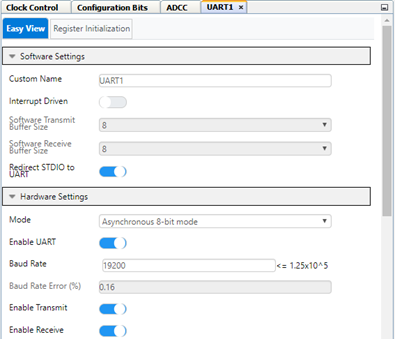 Clock Control Configuration Bits ADCC UART1 ×
Easy View Register Initialization
Software Settings
Custom Name UART1
Interrupt Driven
Software Transmit
Buffer Size 8
Software Receive
Buffer Size 8
Redirect STDIO to
UART
Hardware Settings
Mode Asynchronous 8-bit mode
Enable UART
Baud Rate 19200 <= 1.25x10^5
Baud Rate Error (%) 0.16
Enable Transmit
Enable Receive